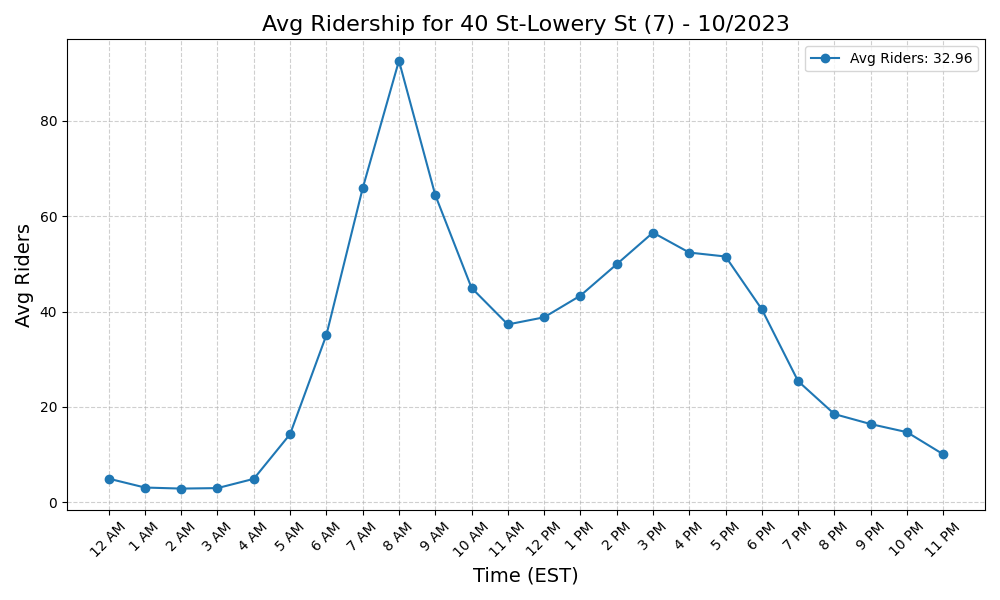 Avg Ridership for 40 St-Lowery St (7) - 10/2023
Avg Riders: 32.96
Avg Riders
80
60
40
20
0
12 AM
1 AM
2 AM
3 AM
4 AM
5 AM
6 AM
7 AM
8 AM
9 AM
10 AM
11 AM
12 PM
1 PM
2 PM
3 PM
4 PM
5 PM
6 PM
7 PM
8 PM
9 PM
10 PM
11 PM
Time (EST)